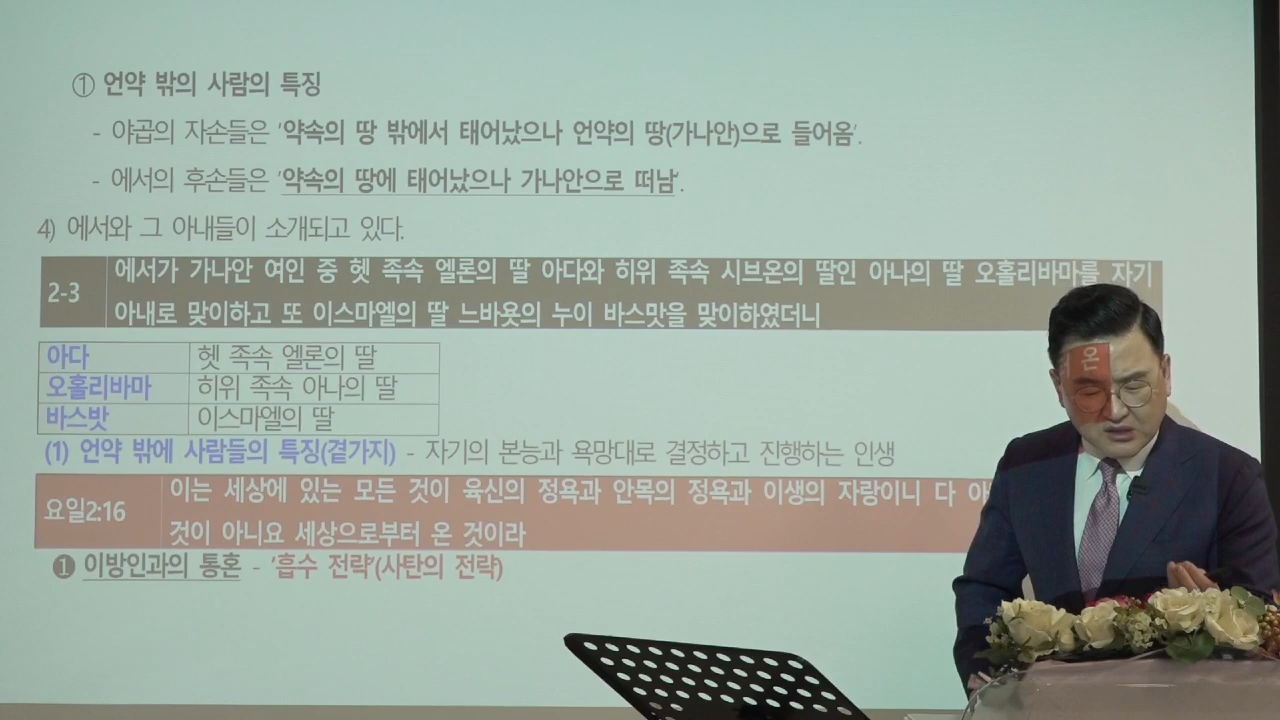 ① 언약 밖의 사람의 특징
- 야곱의 자손들은 '약속의 땅 밖에서 태어났으나 언약의 땅(가나안)으로 들어옴'.
- 에서의 후손들은 '약속의 땅에 태어났으나 가나안으로 떠남'.
4) 에서와 그 아내들이 소개되고 있다.
2-3 에서가 가나안 여인 중 헷 족속 엘론의 딸 아다와 히위 족속 시브온의 딸인 아나의 딸 오홀리바마를 자기
아내로 맞이하고 또 이스마엘의 딸 느바욧의 누이 바스맛을 맞이하였더니
아다 헷 족속 엘론의 딸
오홀리바마 히위 족속 아나의 딸
바스밧 이스마엘의 딸
(1) 언약 밖에 사람들의 특징(곁가지) - 자기의 본능과 욕망대로 결정하고 진행하는 인생
요일2:16 이는 세상에 있는 모든 것이 육신의 정욕과 안목의 정욕과 이생의 자랑이니 다
것이 아니요 세상으로부터 온 것이라
❶ 이방인과의 통혼 - '흡수 전략'(사탄의 전략)
온